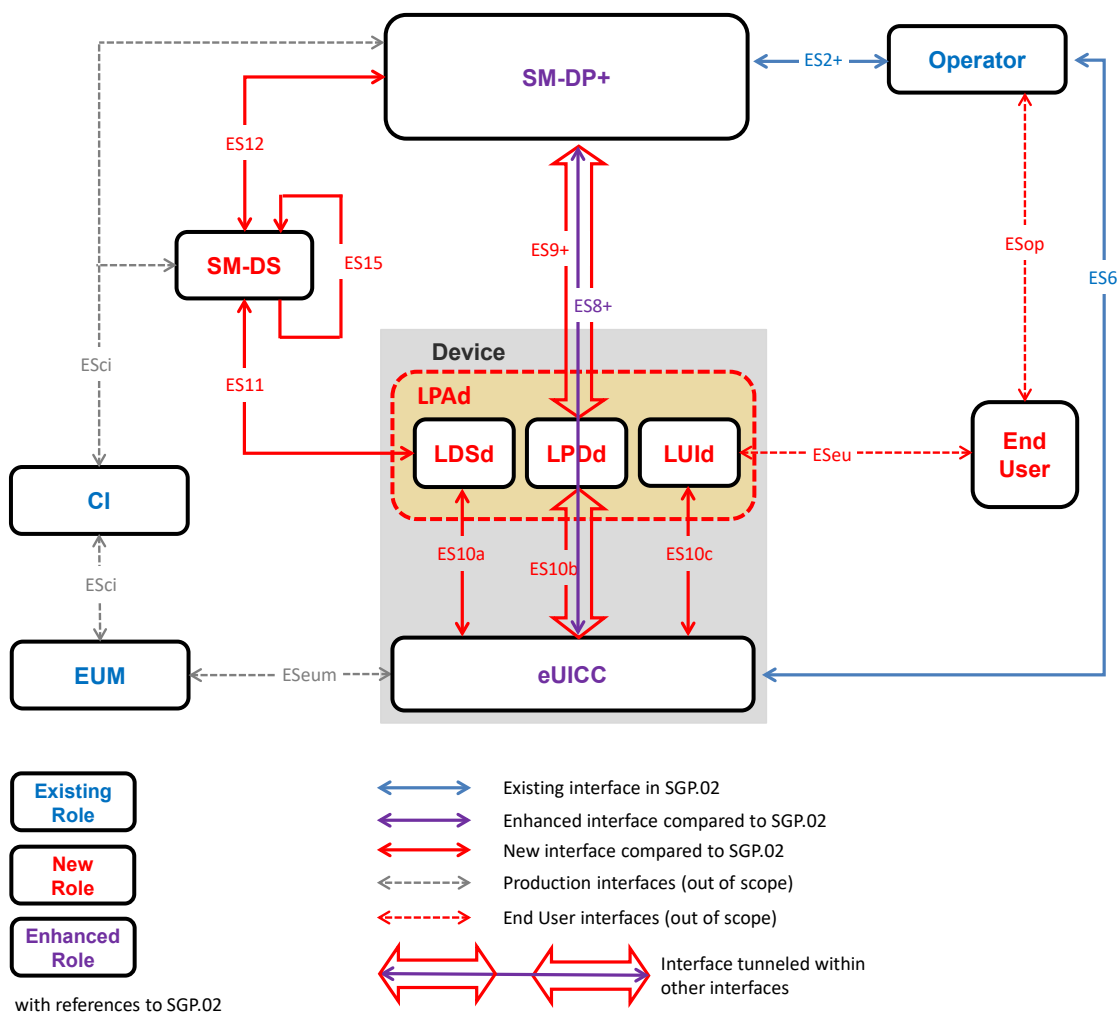 SM-DP+
ES2+
Operator
ES12
ES9+
ESop
SM-DS
ES15
ES6
ES8+
Device
ESci
ES11
LPAd
LDSd
LPDd
LUId
ESeu
End
User
CI
ES10a
ES10b
ES10c
ESci
EUM
ESeum
eUICC
Existing
Role
New
Role
Enhanced
Role
with references to SGP.02
Existing interface in SGP.02
Enhanced interface compared to SGP.02
New interface compared to SGP.02
Production interfaces (out of scope)
End User interfaces (out of scope)
Interface tunneled within
other interfaces